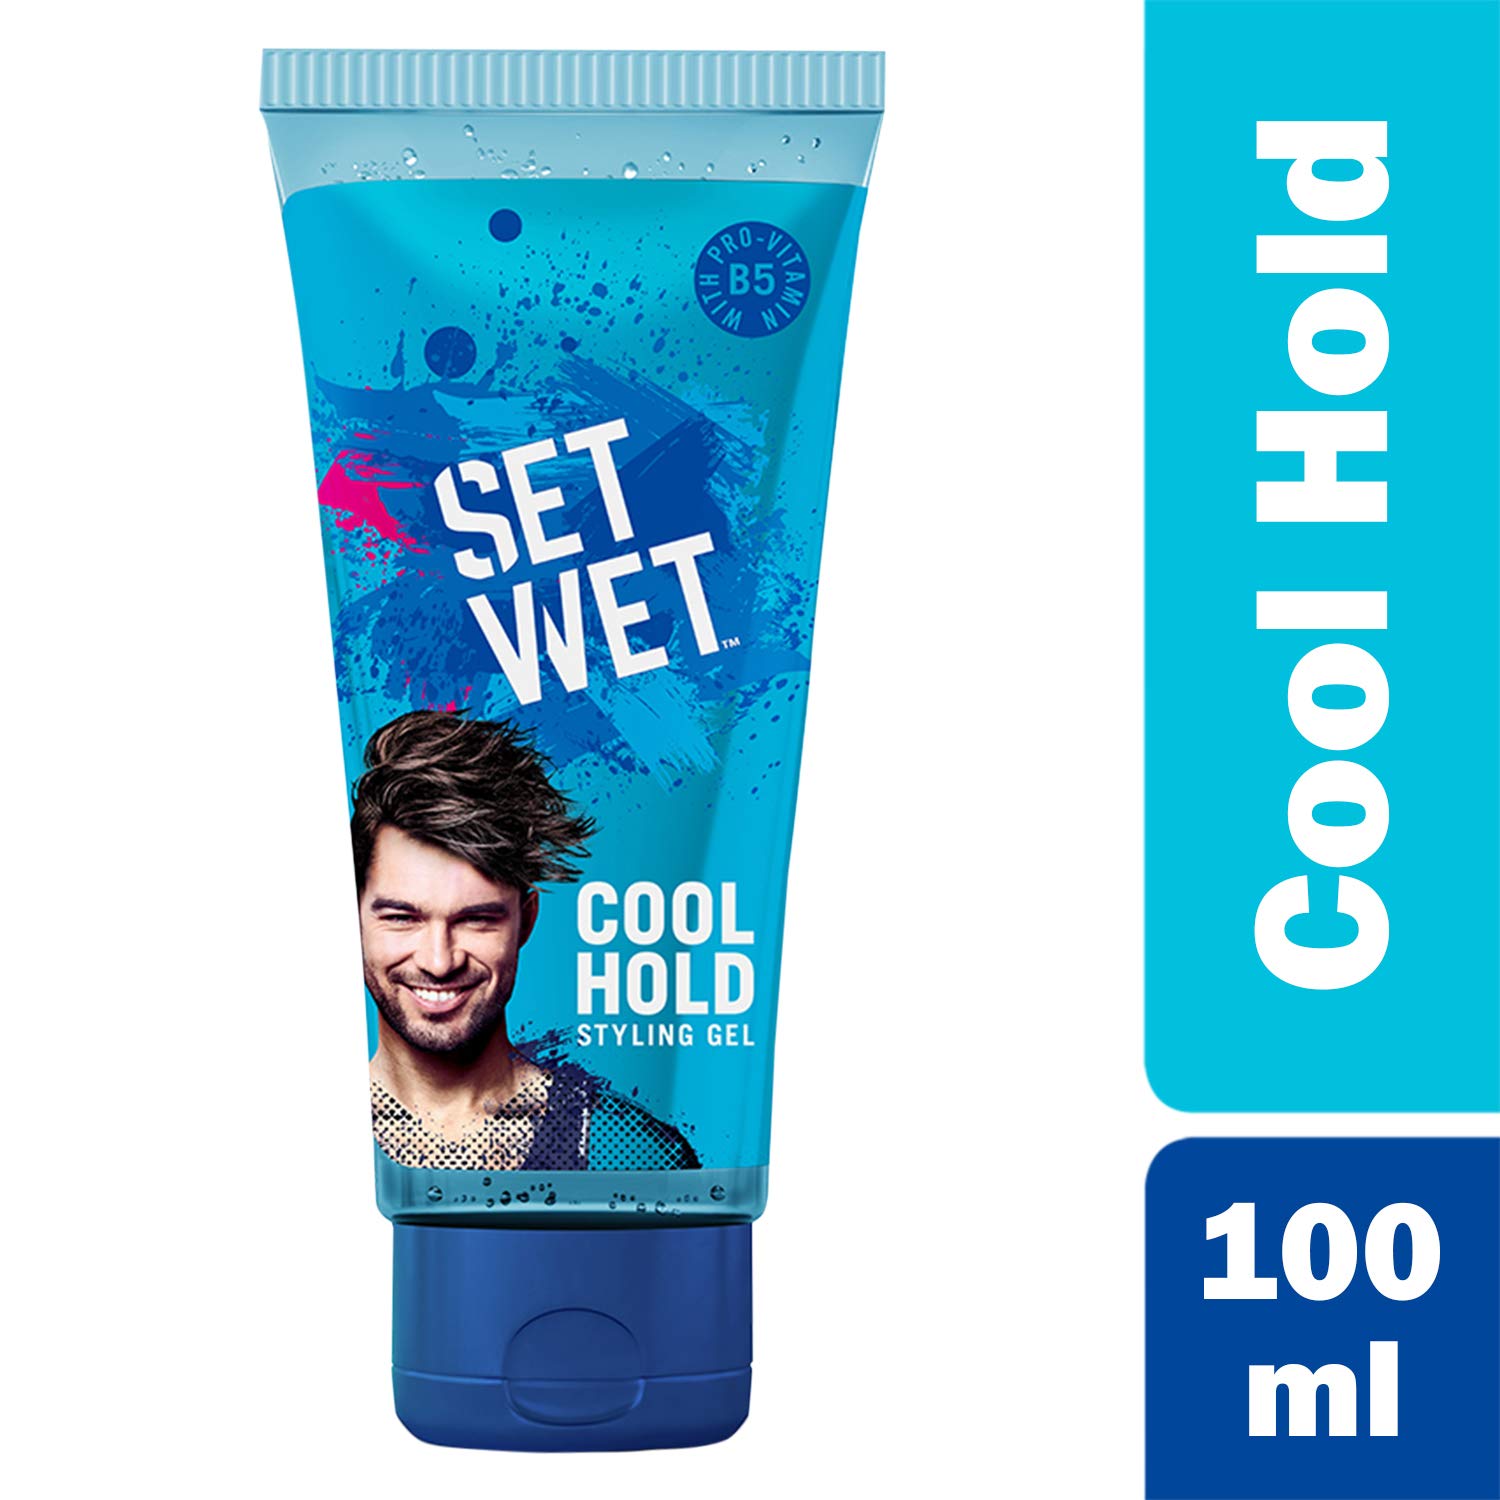 WITH PRO-VITAMIN
B5
SET
WET™
COOL
HOLD
STYLING GEL
Cool Hold
100
ml